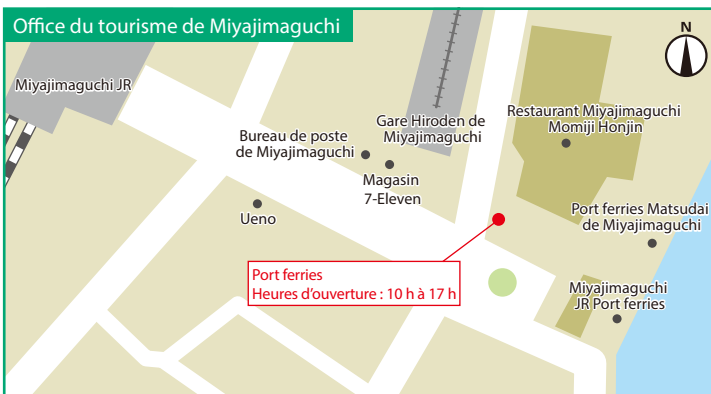 Office du tourisme de Miyajimaguchi
N
Miyajimaguchi JR
Gare Hiroden de
Miyajimaguchi
Restaurant Miyajimaguchi
Momiji Honjin
Bureau de poste
de Miyajimaguchi
Magasin
7-Eleven
Ueno
Port ferries Matsudai
de Miyajimaguchi
Port ferries
Heures d'ouverture : 10 h à 17 h
Miyajimaguchi
JR Port ferries